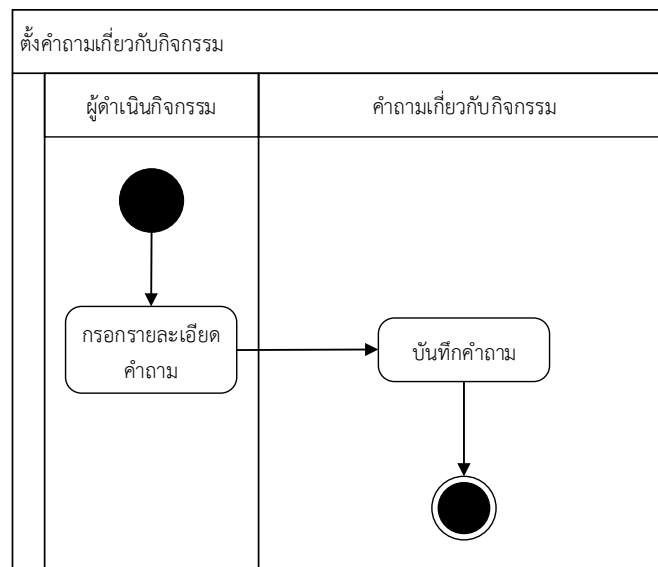 ตั้งคำถามเกี่ยวกับกิจกรรม
ผู้ดำเนินกิจกรรม
คำถามเกี่ยวกับกิจกรรม
กรอกรายละเอียด
คำถาม
บันทึกคำถาม